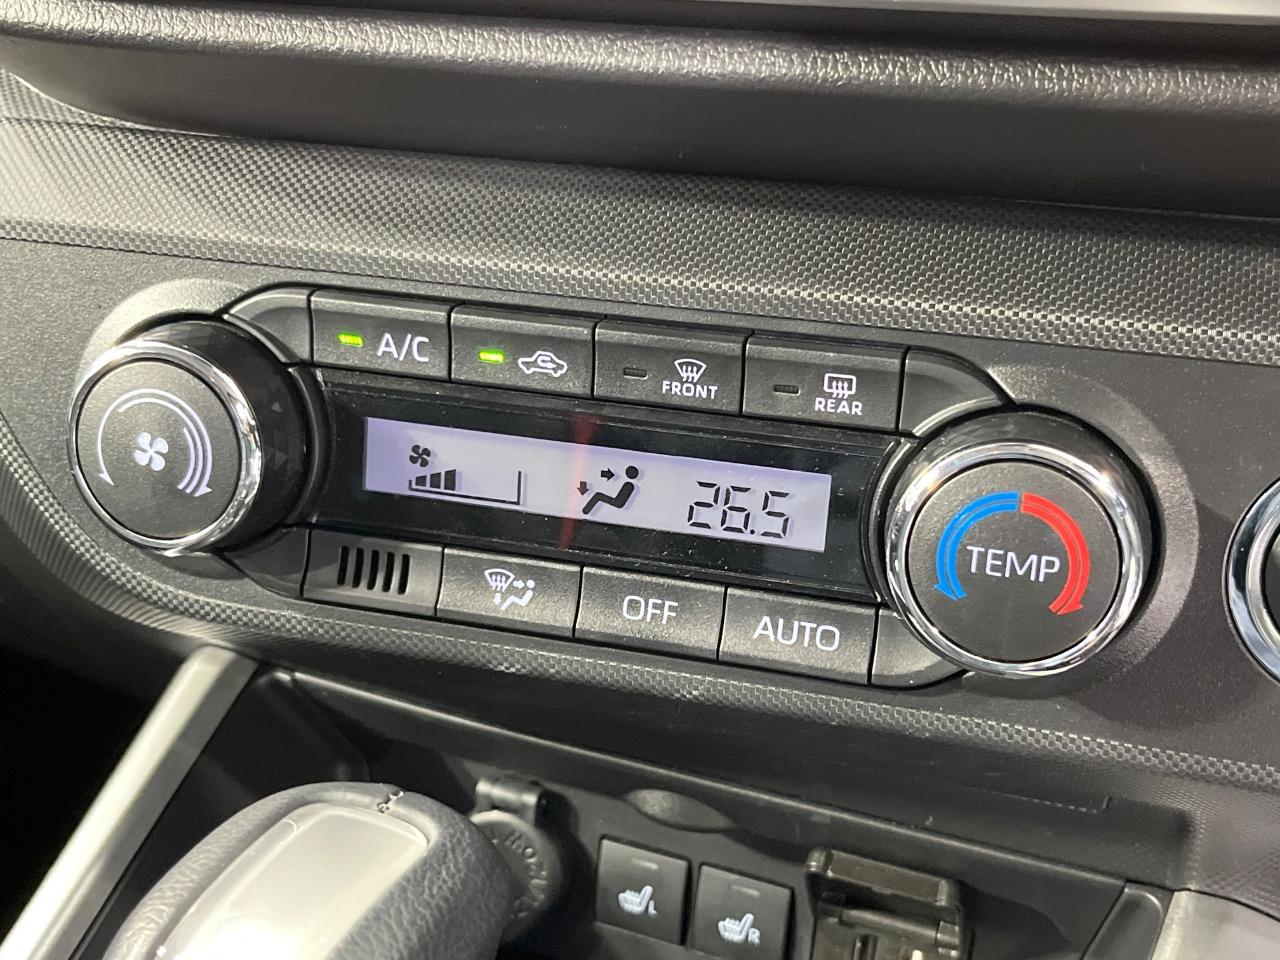 A/C
FRONT
REAR
26.5
TEMP
OFF
AUTO
L
R